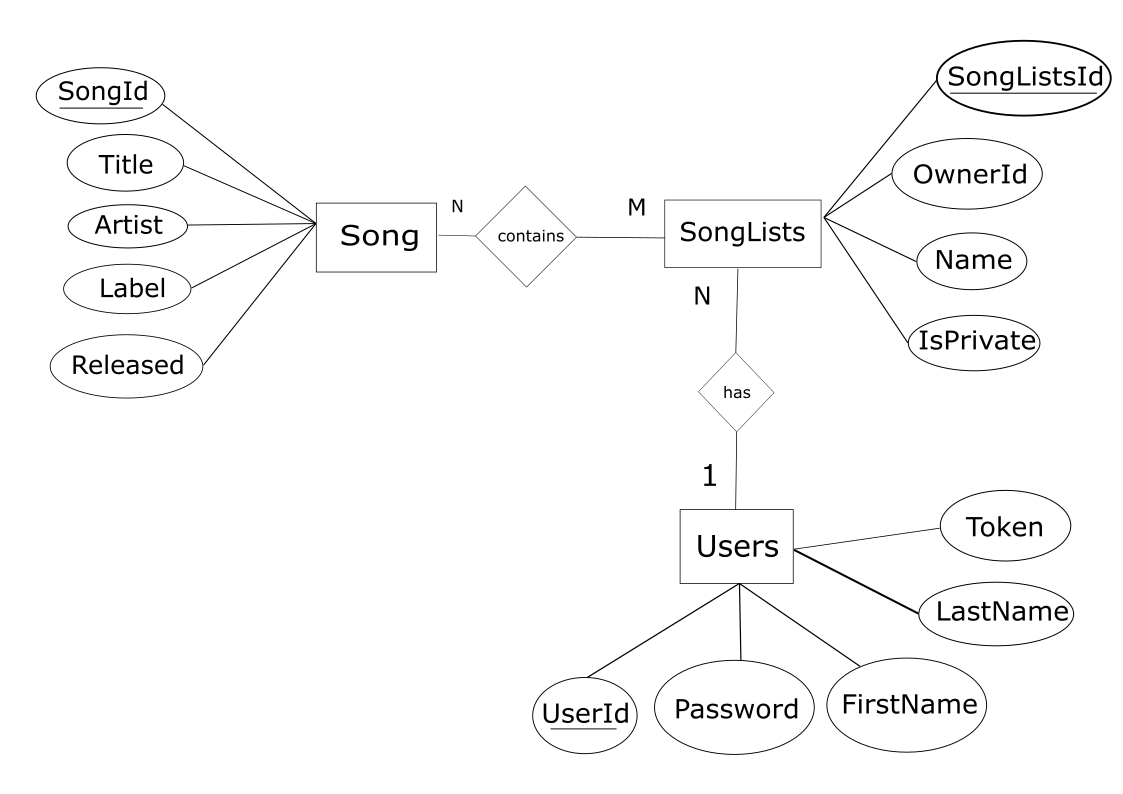 SongId
Title
Artist
Label
Released
Song
N
contains
M
SongLists
SongListsId
OwnerId
Name
IsPrivate
N
has
1
Users
Token
LastName
UserId
Password
FirstName